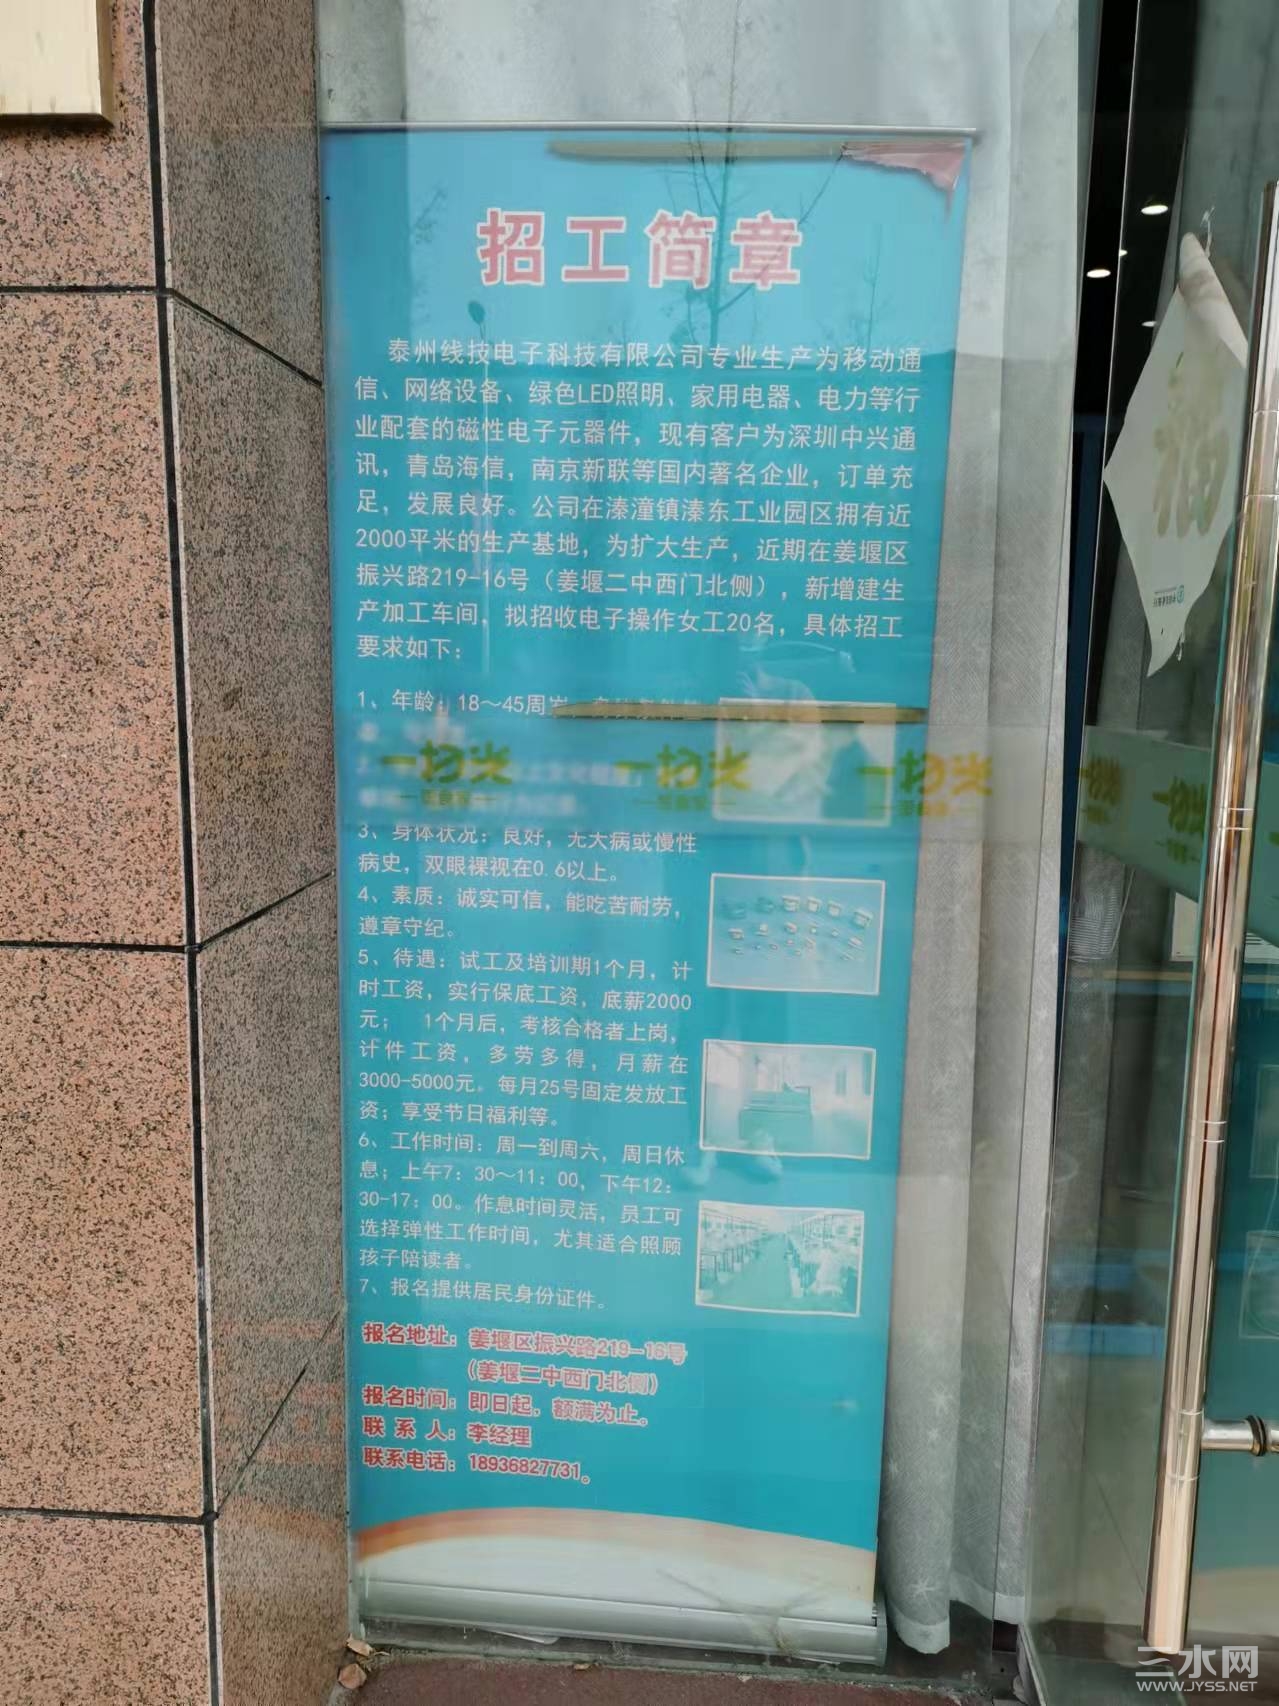 招工简章
泰州线技电子科技有限公司专业生产为移动通
信、网络设备、绿色LED照明、家用电器、电力等行
业配套的磁性电子元器件，现有客户为深圳中兴通
讯，青岛海信，南京新联等国内著名企业，订单充
足，发展良好。公司在溱潼镇溱东工业园区拥有近
2000平米的生产基地，为扩大生产，近期在姜堰区
振兴路219-16号（姜堰二中西门北侧），新增建生
产加工车间，拟招收电子操作女工20名，具体招工
要求如下：
1、年龄：18～45周岁
一扫光 一扫光 一扫光 一扫光 一扫光
3、身体状况：良好，无大病或慢性
病史，双眼裸视在0.6以上。
4、素质：诚实可信，能吃苦耐劳，
遵章守纪。
5、待遇：试工及培训期1个月，计
时工资，实行保底工资，底薪2000
元； 1个月后，考核合格者上岗，
计件工资，多劳多得，月薪在
3000-5000元。每月25号固定发放工
资；享受节日福利等。
6、工作时间：周一到周六，周日休
息；上午7：30～11：00，下午12：
30-17：00。作息时间灵活，员工可
选择弹性工作时间，尤其适合照顾
孩子陪读者。
7、报名提供居民身份证件。
报名地址：姜堰区振兴路219-16号
（姜堰二中西门北侧）
报名时间：即日起，额满为止。
联 系 人：李经理
联系电话：18936827731。
三水网
WWW.JYSS.NET